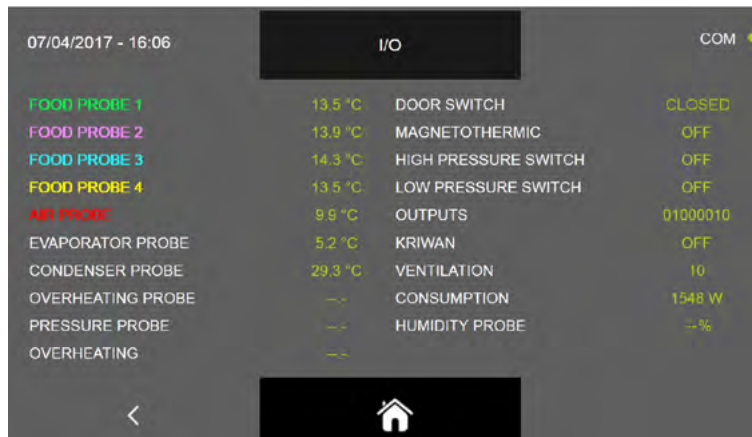 07/04/2017 - 16:06 I/O COM
FOOD PROBE 1 13.5 °C DOOR SWITCH CLOSED
FOOD PROBE 2 13.9 °C MAGNETOTHERMIC OFF
FOOD PROBE 3 14.3 °C HIGH PRESSURE SWITCH OFF
FOOD PROBE 4 13.5 °C LOW PRESSURE SWITCH OFF
AIR PROBE 9.9 °C OUTPUTS 01000010
EVAPORATOR PROBE 5.2 °C KRIWAN OFF
CONDENSER PROBE 29.3 °C VENTILATION 10
OVERHEATING PROBE --.- CONSUMPTION 1548 W
PRESSURE PROBE --.- HUMIDITY PROBE --%
OVERHEATING --.-